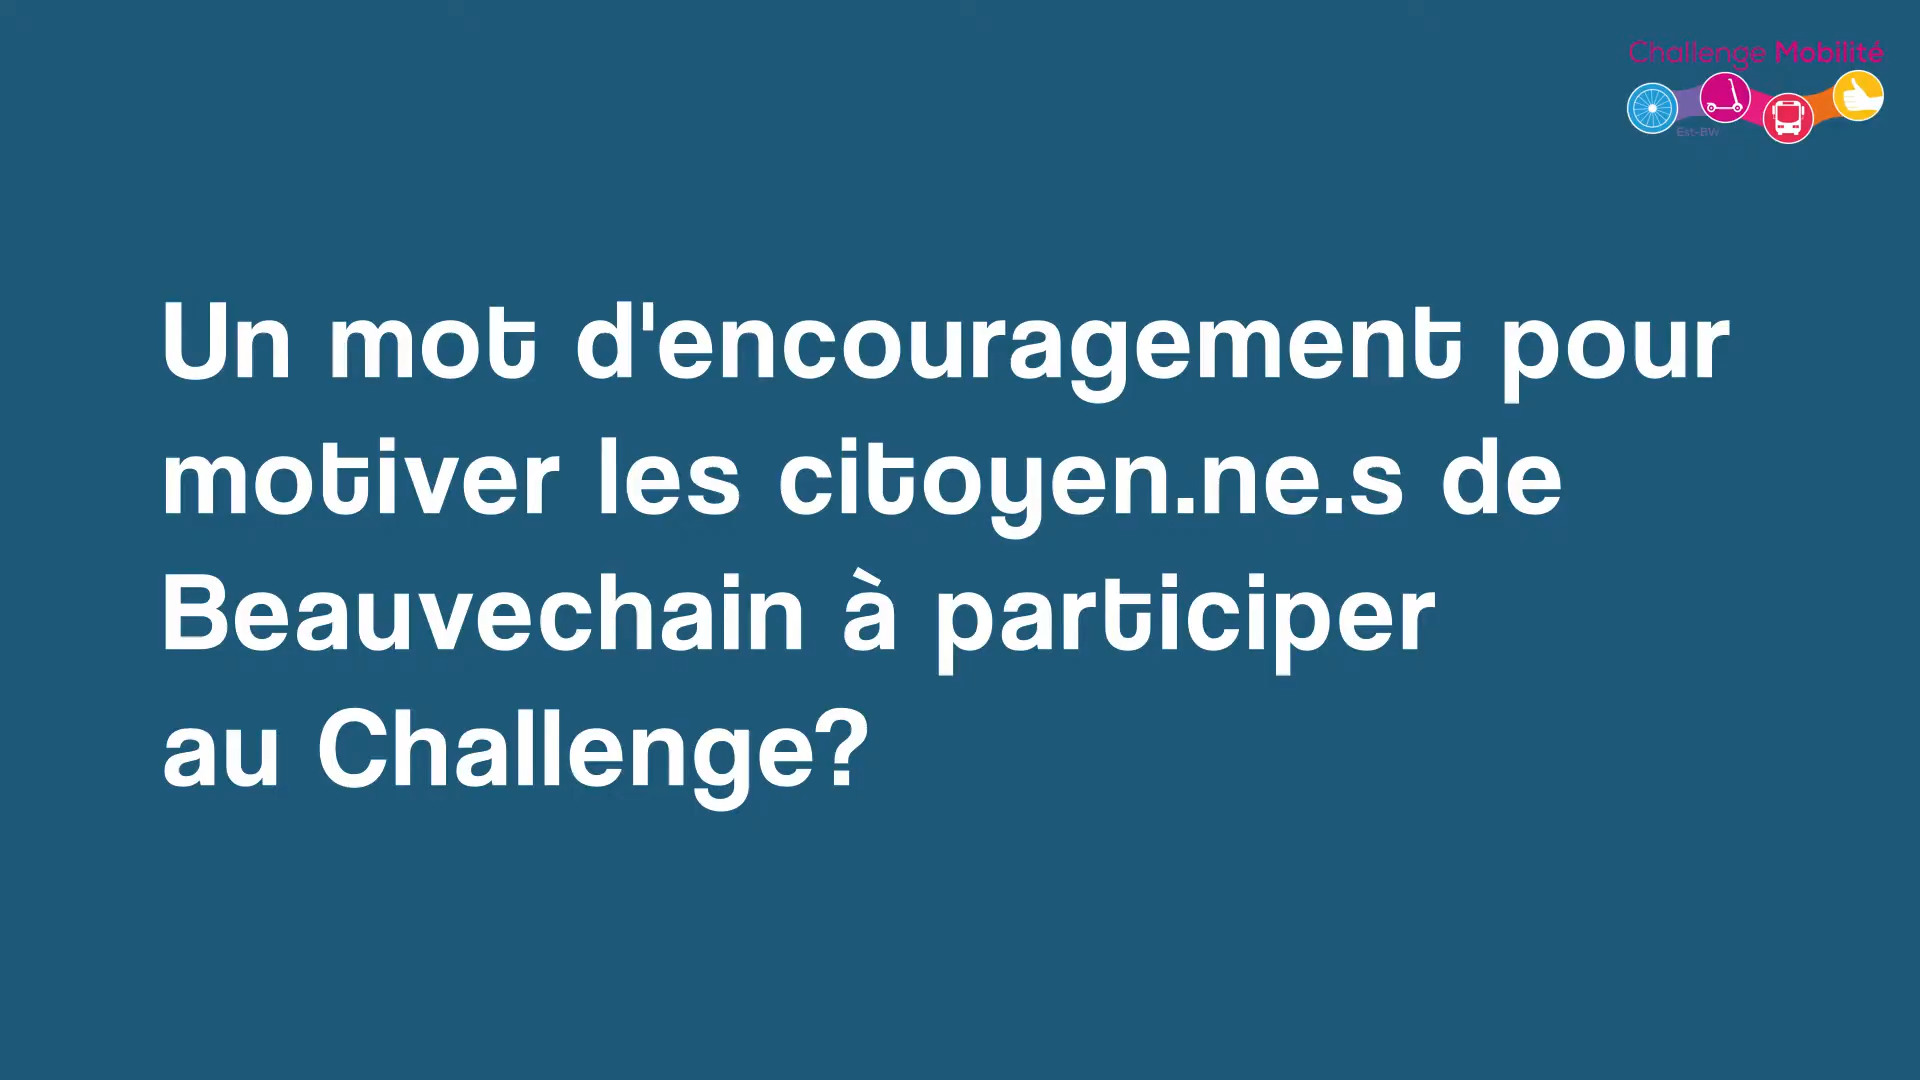 Challenge Mobilité
Est-BW
Un mot d'encouragement pour
motiver les citoyen.ne.s de
Beauvechain à participer
au Challenge?